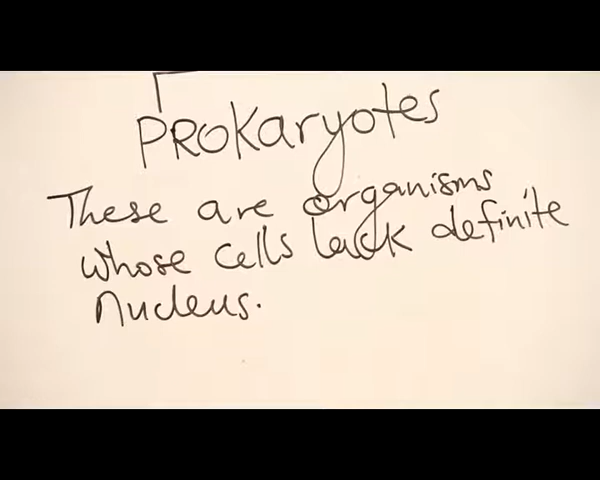 PROKaryotes
These are organisms
whose cells lack definite
nucleus.